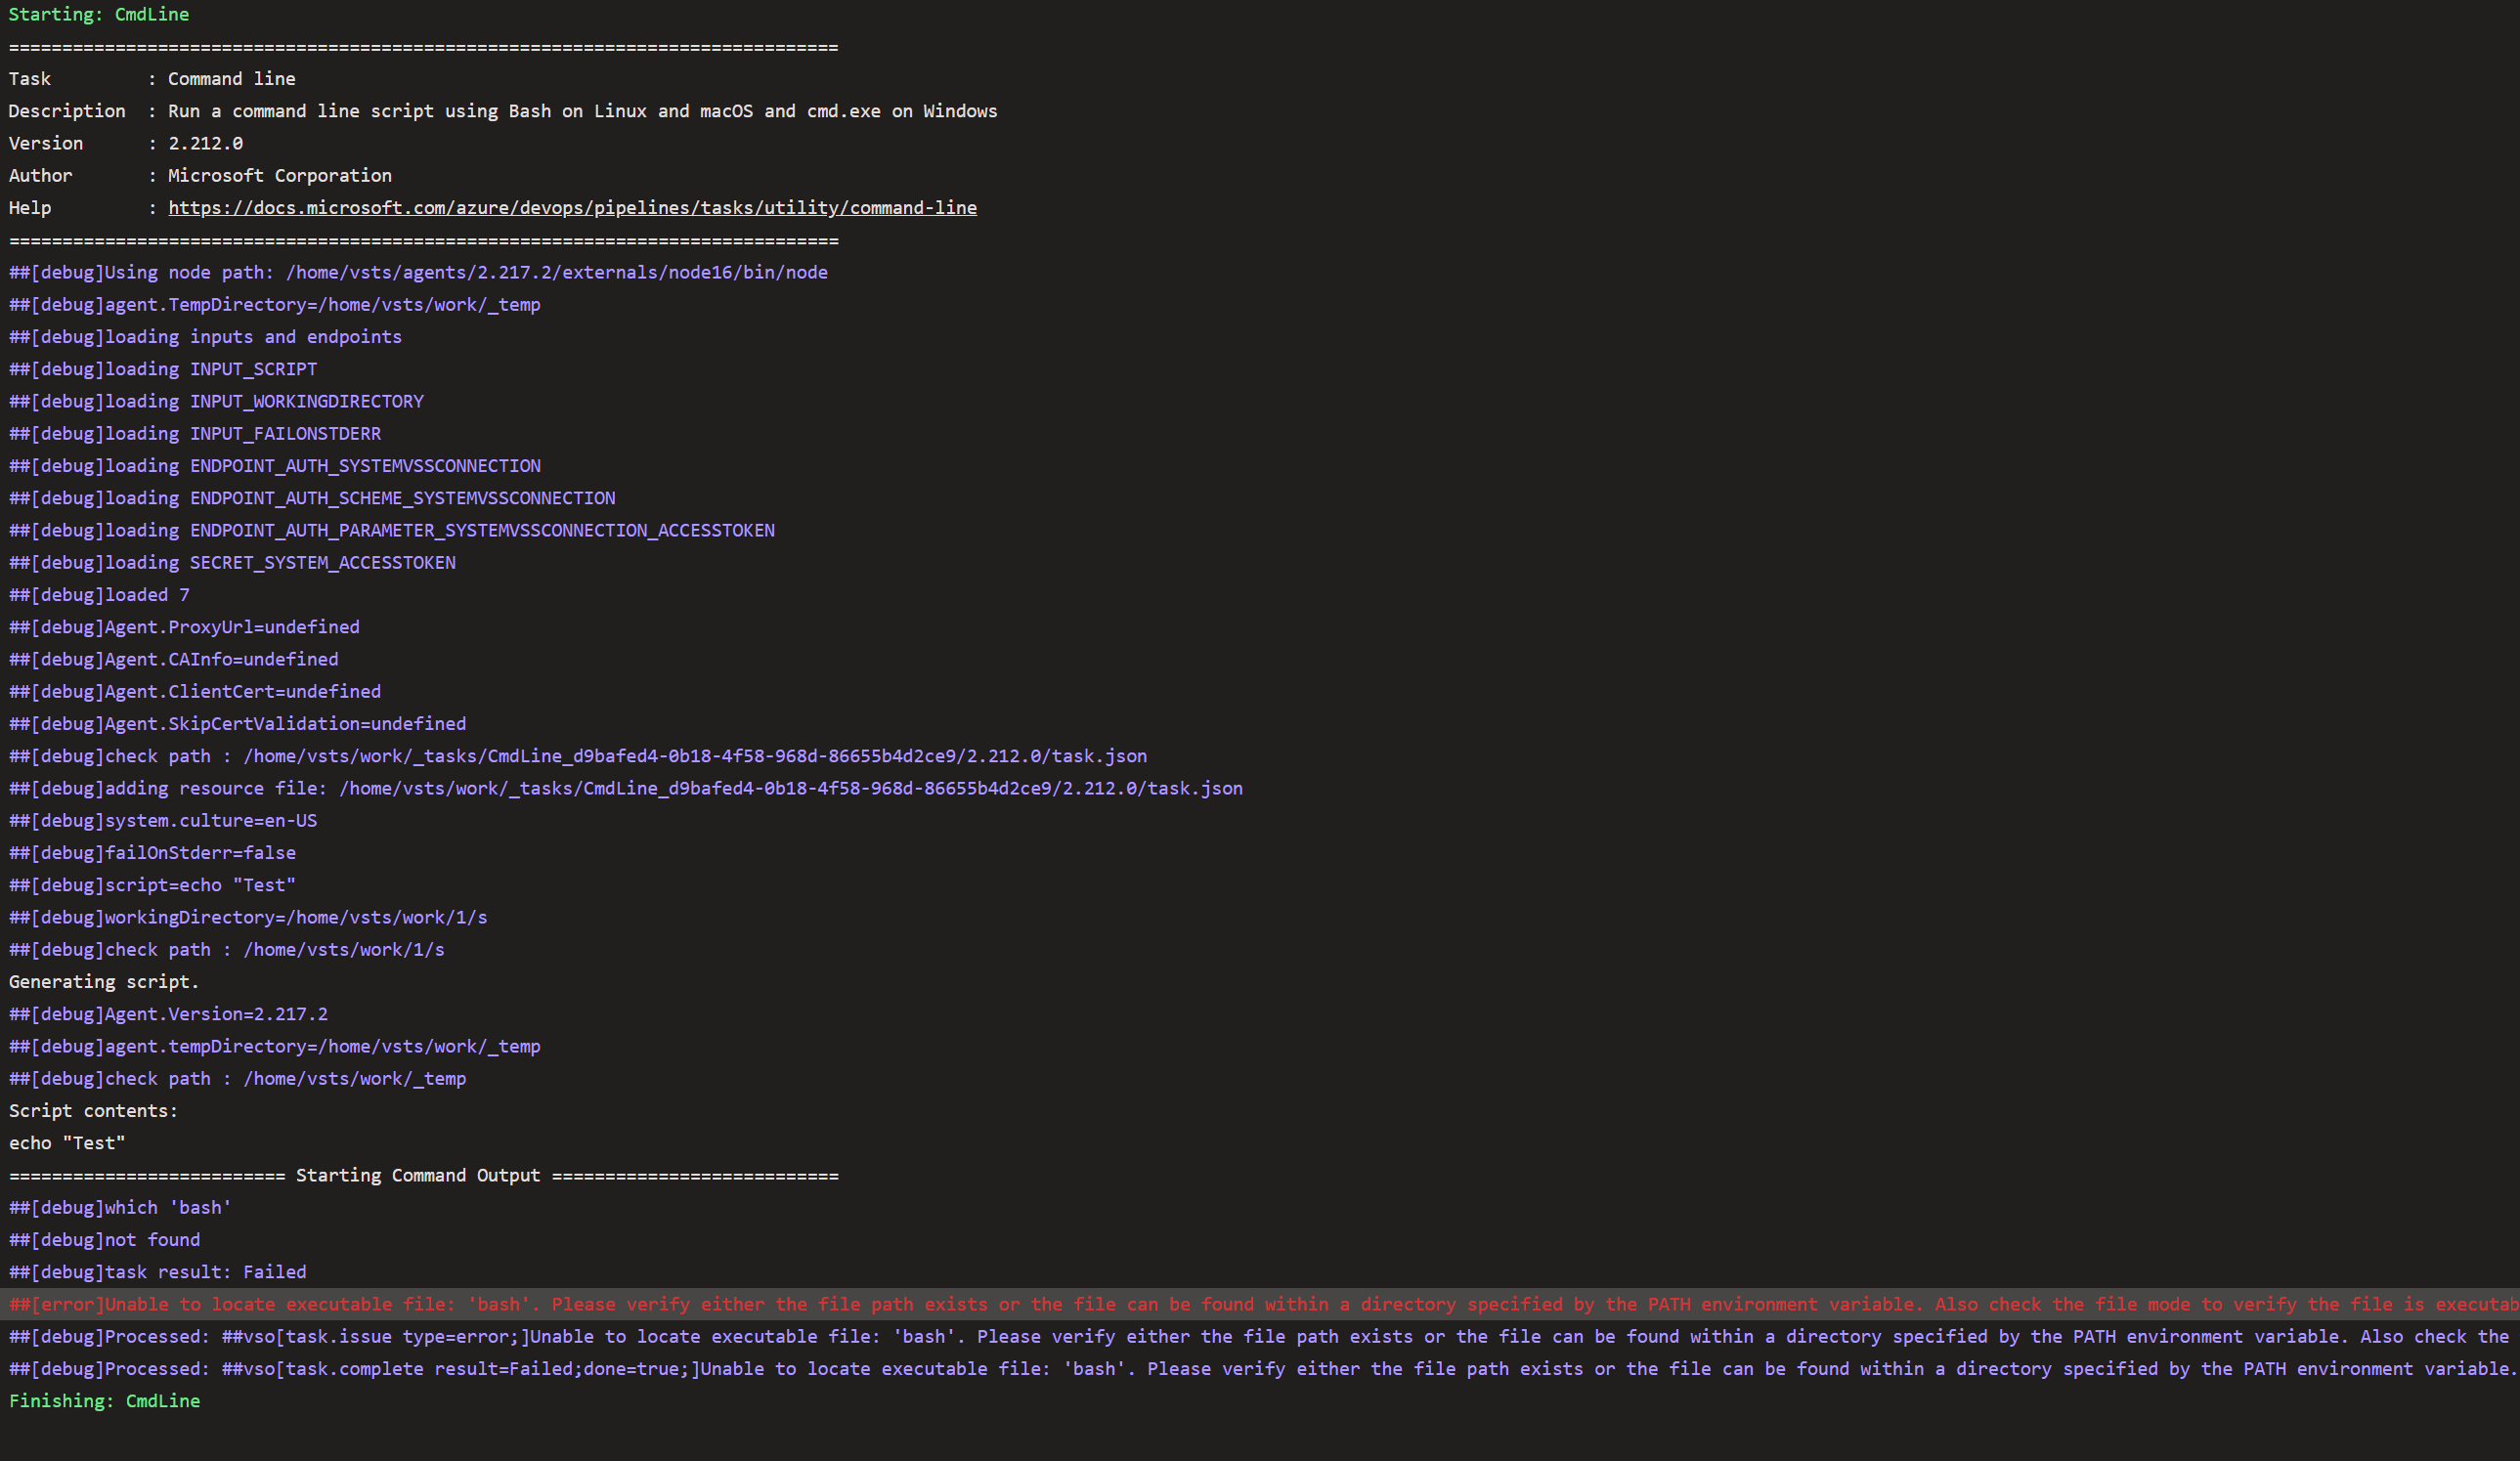 Starting: CmdLine
==============================================================================
Task         : Command line
Description  : Run a command line script using Bash on Linux and macOS and cmd.exe on Windows
Version      : 2.212.0
Author       : Microsoft Corporation
Help         : https://docs.microsoft.com/azure/devops/pipelines/tasks/utility/command-line
==============================================================================
##[debug]Using node path: /home/vsts/agents/2.217.2/externals/node16/bin/node
##[debug]agent.TempDirectory=/home/vsts/work/_temp
##[debug]loading inputs and endpoints
##[debug]loading INPUT_SCRIPT
##[debug]loading INPUT_WORKINGDIRECTORY
##[debug]loading INPUT_FAILONSTDERR
##[debug]loading ENDPOINT_AUTH_SYSTEMVSSCONNECTION
##[debug]loading ENDPOINT_AUTH_SCHEME_SYSTEMVSSCONNECTION
##[debug]loading ENDPOINT_AUTH_PARAMETER_SYSTEMVSSCONNECTION_ACCESSTOKEN
##[debug]loading SECRET_SYSTEM_ACCESSTOKEN
##[debug]loaded 7
##[debug]Agent.ProxyUrl=undefined
##[debug]Agent.CAInfo=undefined
##[debug]Agent.ClientCert=undefined
##[debug]Agent.SkipCertValidation=undefined
##[debug]check path : /home/vsts/work/_tasks/CmdLine_d9bafed4-0b18-4f58-968d-86655b4d2ce9/2.212.0/task.json
##[debug]adding resource file: /home/vsts/work/_tasks/CmdLine_d9bafed4-0b18-4f58-968d-86655b4d2ce9/2.212.0/task.json
##[debug]system.culture=en-US
##[debug]failOnStderr=false
##[debug]script=echo "Test"
##[debug]workingDirectory=/home/vsts/work/1/s
##[debug]check path : /home/vsts/work/1/s
Generating script.
##[debug]Agent.Version=2.217.2
##[debug]agent.tempDirectory=/home/vsts/work/_temp
##[debug]check path : /home/vsts/work/_temp
Script contents:
echo "Test"
========================== Starting Command Output ===========================
##[debug]which 'bash'
##[debug]not found
##[debug]task result: Failed
##[error]Unable to locate executable file: 'bash'. Please verify either the file path exists or the file can be found within a directory specified by the PATH environment variable. Also check the file mode to verify the file is executab
##[debug]Processed: ##vso[task.issue type=error;]Unable to locate executable file: 'bash'. Please verify either the file path exists or the file can be found within a directory specified by the PATH environment variable. Also check the
##[debug]Processed: ##vso[task.complete result=Failed;done=true;]Unable to locate executable file: 'bash'. Please verify either the file path exists or the file can be found within a directory specified by the PATH environment variable.
Finishing: CmdLine